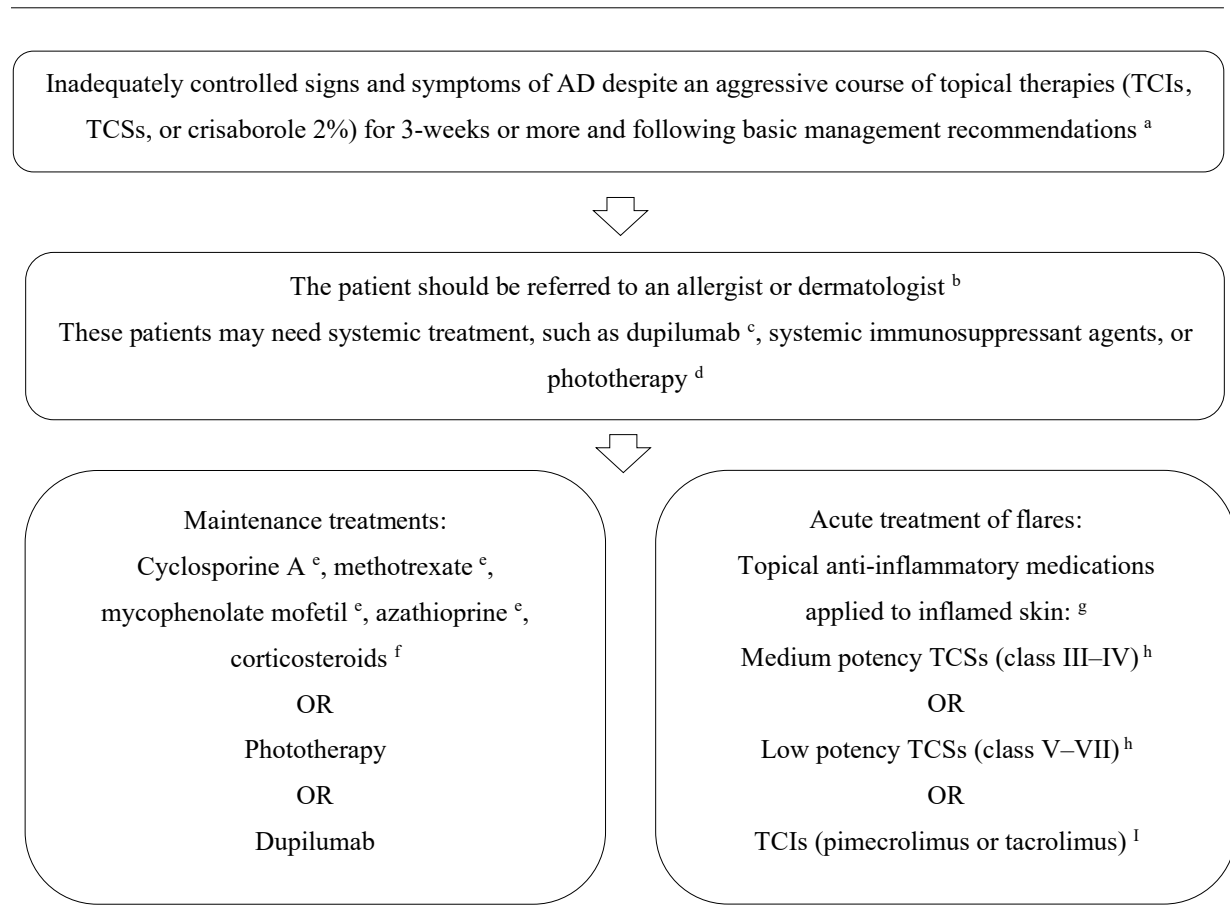 Inadequately controlled signs and symptoms of AD despite an aggressive course of topical therapies (TCIs,
TCSs, or crisaborole 2%) for 3-weeks or more and following basic management recommendations a
The patient should be referred to an allergist or dermatologist b
These patients may need systemic treatment, such as dupilumab c, systemic immunosuppressant agents, or
phototherapy d
Maintenance treatments:
Cyclosporine A e, methotrexate e,
mycophenolate mofetil e, azathioprine e,
corticosteroids f
OR
Phototherapy
OR
Dupilumab
Acute treatment of flares:
Topical anti-inflammatory medications
applied to inflamed skin: g
Medium potency TCSs (class III–IV) h
OR
Low potency TCSs (class V–VII) h
OR
TCIs (pimecrolimus or tacrolimus) I